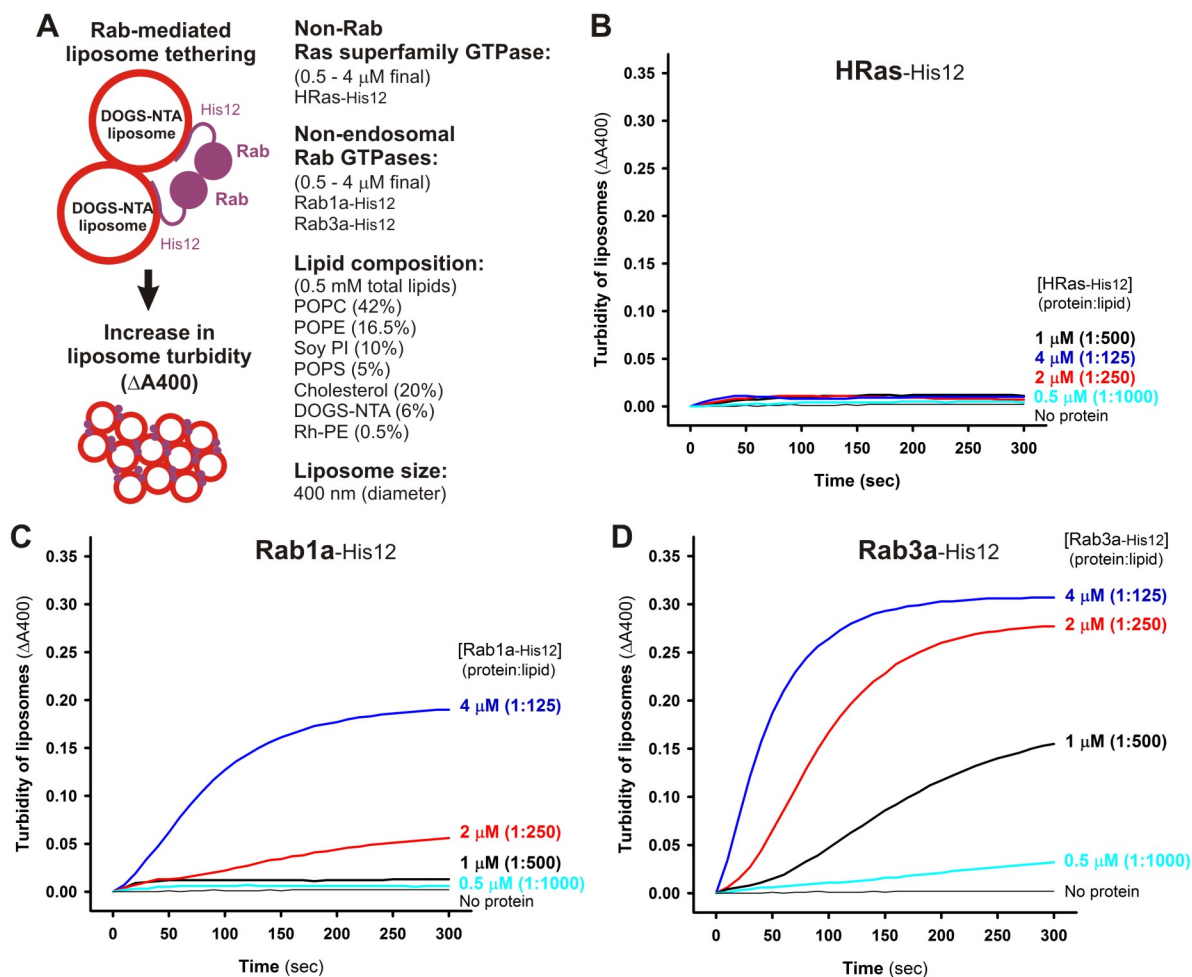 A
Rab-mediated
liposome tethering
DOGS-NTA
liposome
His12
Rab
Rab
DOGS-NTA
liposome
His12
Increase in
liposome turbidity
(ΔA400)
Non-Rab
Ras superfamily GTPase:
(0.5 - 4 μM final)
HRas-His12
Non-endosomal
Rab GTPases:
(0.5 - 4 μM final)
Rab1a-His12
Rab3a-His12
Lipid composition:
(0.5 mM total lipids)
POPC (42%)
POPE (16.5%)
Soy PI (10%)
POPS (5%)
Cholesterol (20%)
DOGS-NTA (6%)
Rh-PE (0.5%)
Liposome size:
400 nm (diameter)
B
HRas-His12
Turbidity of liposomes (ΔA400)
0.35
0.30
0.25
0.20
0.15
0.10
0.05
0.00
0 50 100 150 200 250 300
Time (sec)
[HRas-His12]
(protein:lipid)
1 μM (1:500)
4 μM (1:125)
2 μM (1:250)
0.5 μM (1:1000)
No protein
C
Rab1a-His12
Turbidity of liposomes (ΔA400)
0.35
0.30
0.25
0.20
0.15
0.10
0.05
0.00
0 50 100 150 200 250 300
Time (sec)
[Rab1a-His12]
(protein:lipid)
4 μM (1:125)
2 μM (1:250)
1 μM (1:500)
0.5 μM (1:1000)
No protein
D
Rab3a-His12
Turbidity of liposomes (ΔA400)
0.35
0.30
0.25
0.20
0.15
0.10
0.05
0.00
0 50 100 150 200 250 300
Time (sec)
[Rab3a-His12]
(protein:lipid)
4 μM (1:125)
2 μM (1:250)
1 μM (1:500)
0.5 μM (1:1000)
No protein